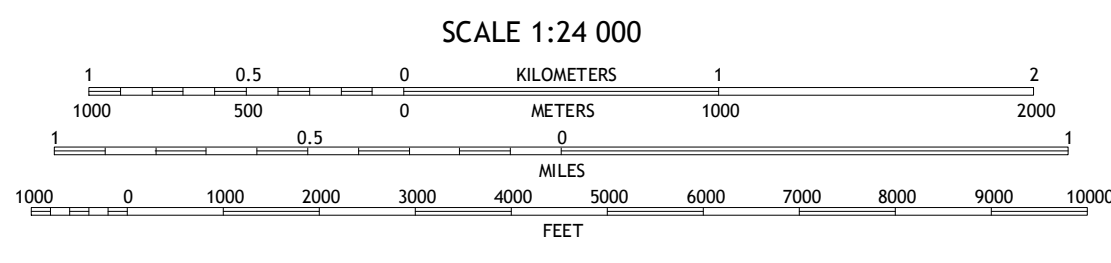 SCALE 1:24 000
1 0.5 0 KILOMETERS 1 2
1000 500 0 METERS 1000 2000
1 0.5 0 1
MILES
1000 0 1000 2000 3000 4000 5000 6000 7000 8000 9000 10000
FEET